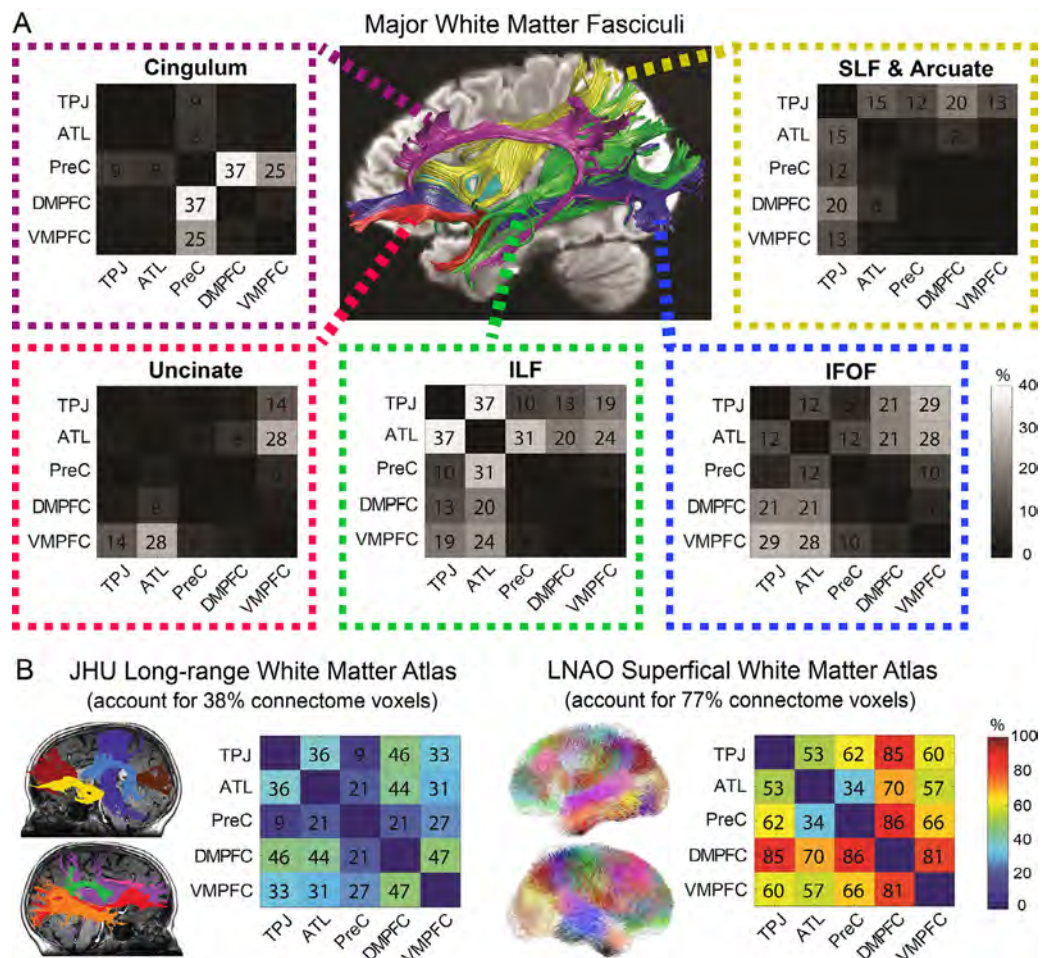 A
Major White Matter Fasciculi
Cingulum
TPJ 9
ATL
PreC 9 37 25
DMPFC 37
VMPFC 25
TPJ ATL PreC DMPFC VMPFC
SLF & Arcuate
TPJ 15 12 20 13
ATL 15
PreC 12
DMPFC 20
VMPFC 13
TPJ ATL PreC DMPFC VMPFC
Uncinate
TPJ 14
ATL 28
PreC
DMPFC
VMPFC 14 28
TPJ ATL PreC DMPFC VMPFC
ILF
TPJ 37 10 13 19
ATL 37 31 20 24
PreC 10 31
DMPFC 13 20
VMPFC 19 24
TPJ ATL PreC DMPFC VMPFC
IFOF
TPJ 12 21 29
ATL 12 12 21 28
PreC 12 10
DMPFC 21 21
VMPFC 29 28 10
TPJ ATL PreC DMPFC VMPFC
%
40
30
20
10
0
B
JHU Long-range White Matter Atlas
(account for 38% connectome voxels)
TPJ 36 9 46 33
ATL 36 21 44 31
PreC 9 21 21 27
DMPFC 46 44 21 47
VMPFC 33 31 27 47
TPJ ATL PreC DMPFC VMPFC
LNAO Superfical White Matter Atlas
(account for 77% connectome voxels)
TPJ 53 62 85 60
ATL 53 34 70 57
PreC 62 34 86 66
DMPFC 85 70 86 81
VMPFC 60 57 66 81
TPJ ATL PreC DMPFC VMPFC
%
100
80
60
40
20
0